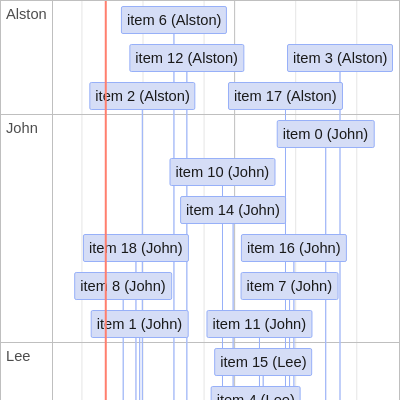 Alston
item 6 (Alston)
item 12 (Alston)
item 3 (Alston)
item 2 (Alston)
item 17 (Alston)
John
item 0 (John)
item 10 (John)
item 14 (John)
item 18 (John)
item 16 (John)
item 8 (John)
item 7 (John)
item 1 (John)
item 11 (John)
Lee
item 15 (Lee)
item 4 (Lee)